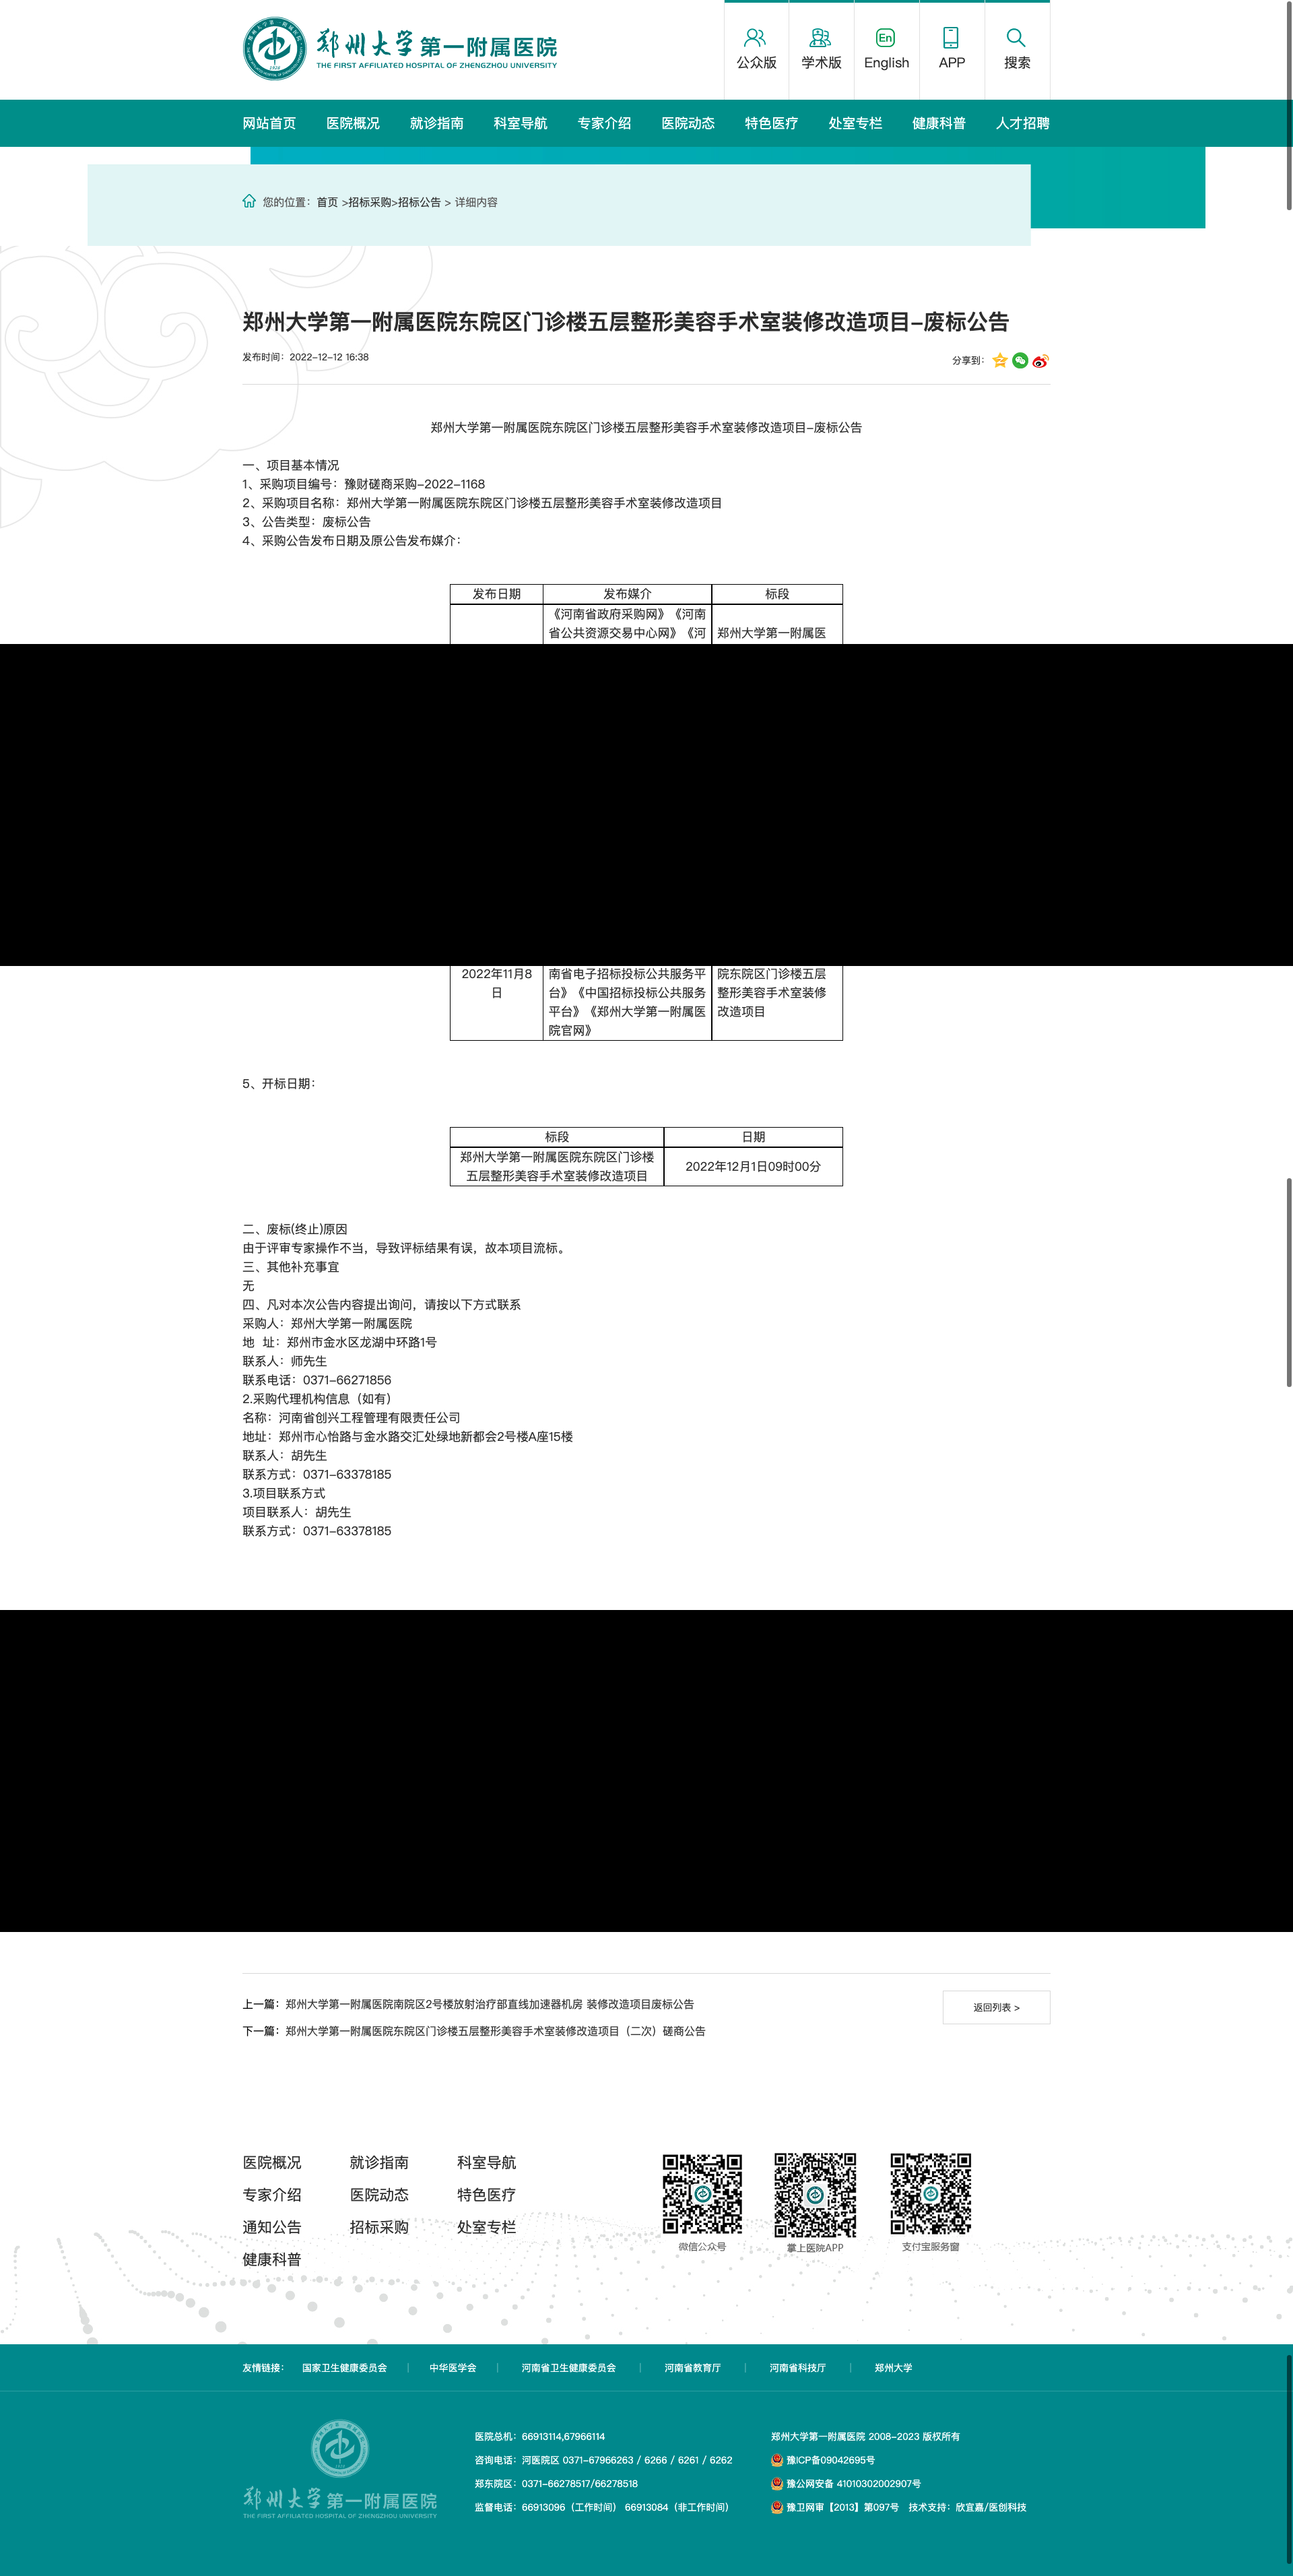 郑州大学第一附属医院
THE FIRST AFFILIATED HOSPITAL OF ZHENGZHOU UNIVERSITY
公众版 学术版 English APP 搜索
网站首页 医院概况 就诊指南 科室导航 专家介绍 医院动态 特色医疗 处室专栏 健康科普 人才招聘
您的位置：首页 >招标采购>招标公告 > 详细内容
郑州大学第一附属医院东院区门诊楼五层整形美容手术室装修改造项目-废标公告
发布时间：2022-12-12 16:38
分享到：
郑州大学第一附属医院东院区门诊楼五层整形美容手术室装修改造项目-废标公告
一、项目基本情况
1、采购项目编号：豫财磋商采购-2022-1168
2、采购项目名称：郑州大学第一附属医院东院区门诊楼五层整形美容手术室装修改造项目
3、公告类型：废标公告
4、采购公告发布日期及原公告发布媒介：
发布日期 发布媒介 标段
《河南省政府采购网》《河南
省公共资源交易中心网》《河 郑州大学第一附属医
2022年11月8 南省电子招标投标公共服务平 院东院区门诊楼五层
日 台》《中国招标投标公共服务 整形美容手术室装修
平台》《郑州大学第一附属医 改造项目
院官网》
5、开标日期：
标段 日期
郑州大学第一附属医院东院区门诊楼
五层整形美容手术室装修改造项目 2022年12月1日09时00分
二、废标(终止)原因
由于评审专家操作不当，导致评标结果有误，故本项目流标。
三、其他补充事宜
无
四、凡对本次公告内容提出询问，请按以下方式联系
采购人：郑州大学第一附属医院
地 址：郑州市金水区龙湖中环路1号
联系人：师先生
联系电话：0371-66271856
2.采购代理机构信息（如有）
名称：河南省创兴工程管理有限责任公司
地址：郑州市心怡路与金水路交汇处绿地新都会2号楼A座15楼
联系人：胡先生
联系方式：0371-63378185
3.项目联系方式
项目联系人：胡先生
联系方式：0371-63378185
上一篇：郑州大学第一附属医院南院区2号楼放射治疗部直线加速器机房 装修改造项目废标公告
返回列表 >
下一篇：郑州大学第一附属医院东院区门诊楼五层整形美容手术室装修改造项目（二次）磋商公告
医院概况 就诊指南 科室导航
专家介绍 医院动态 特色医疗
通知公告 招标采购 处室专栏
健康科普
微信公众号 掌上医院APP 支付宝服务窗
友情链接： 国家卫生健康委员会 | 中华医学会 | 河南省卫生健康委员会 | 河南省教育厅 | 河南省科技厅 | 郑州大学
郑州大学第一附属医院
THE FIRST AFFILIATED HOSPITAL OF ZHENGZHOU UNIVERSITY
医院总机：66913114,67966114
咨询电话：河医院区 0371-67966263 / 6266 / 6261 / 6262
郑东院区：0371-66278517/66278518
监督电话：66913096（工作时间） 66913084（非工作时间）
郑州大学第一附属医院 2008-2023 版权所有
豫ICP备09042695号
豫公网安备 41010302002907号
豫卫网审【2013】第097号 技术支持：欣宜嘉/医创科技